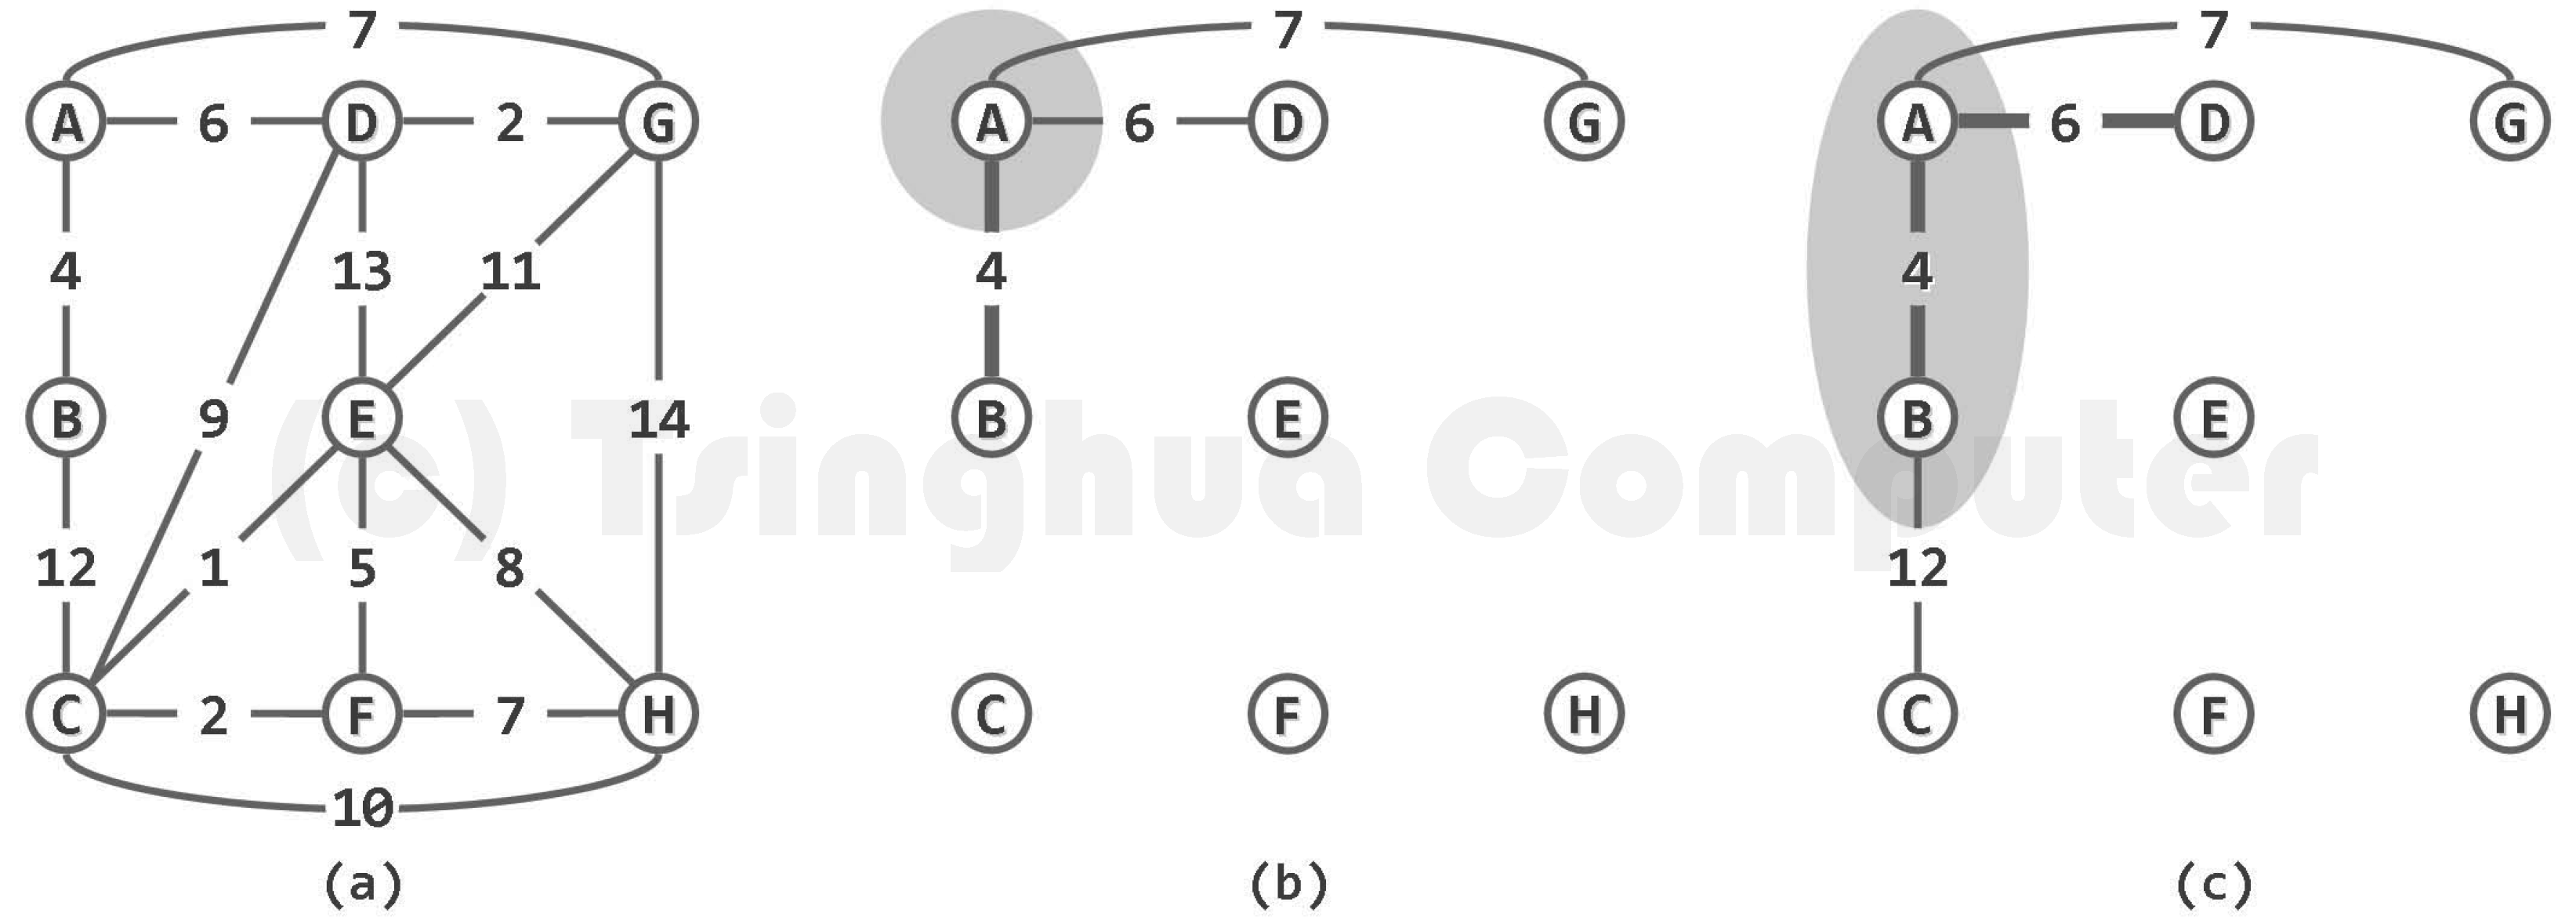 7 7 7
A 6 D 2 G A 6 D G A 6 D G
4 13 11 4 4
B 9 E 14 B E B E
(c) Tsinghua Computer
12 1 5 8 12
C 2 F 7 H C F H C F H
10
(a) (b) (c)